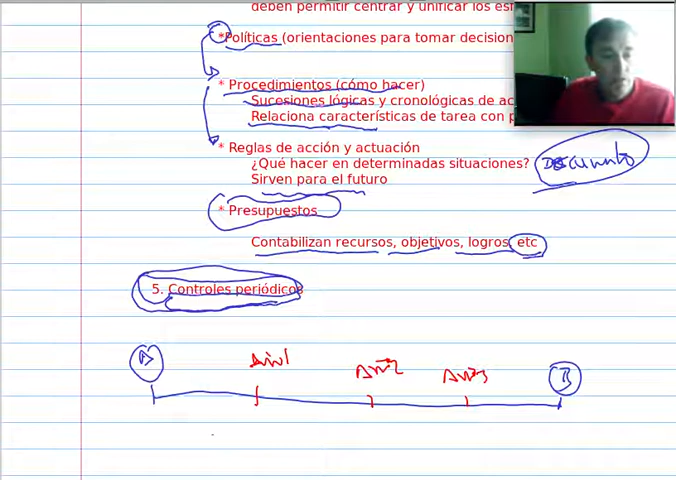 deben permitir centrar y unificar los esf
*Políticas (orientaciones para tomar decision
* Procedimientos (cómo hacer)
Sucesiones lógicas y cronológicas de ac
Relaciona características de tarea con p
* Reglas de acción y actuación
¿Qué hacer en determinadas situaciones?
Sirven para el futuro
* Presupuestos
Contabilizan recursos, objetivos, logros, etc
5. Controles periódicos
A
B